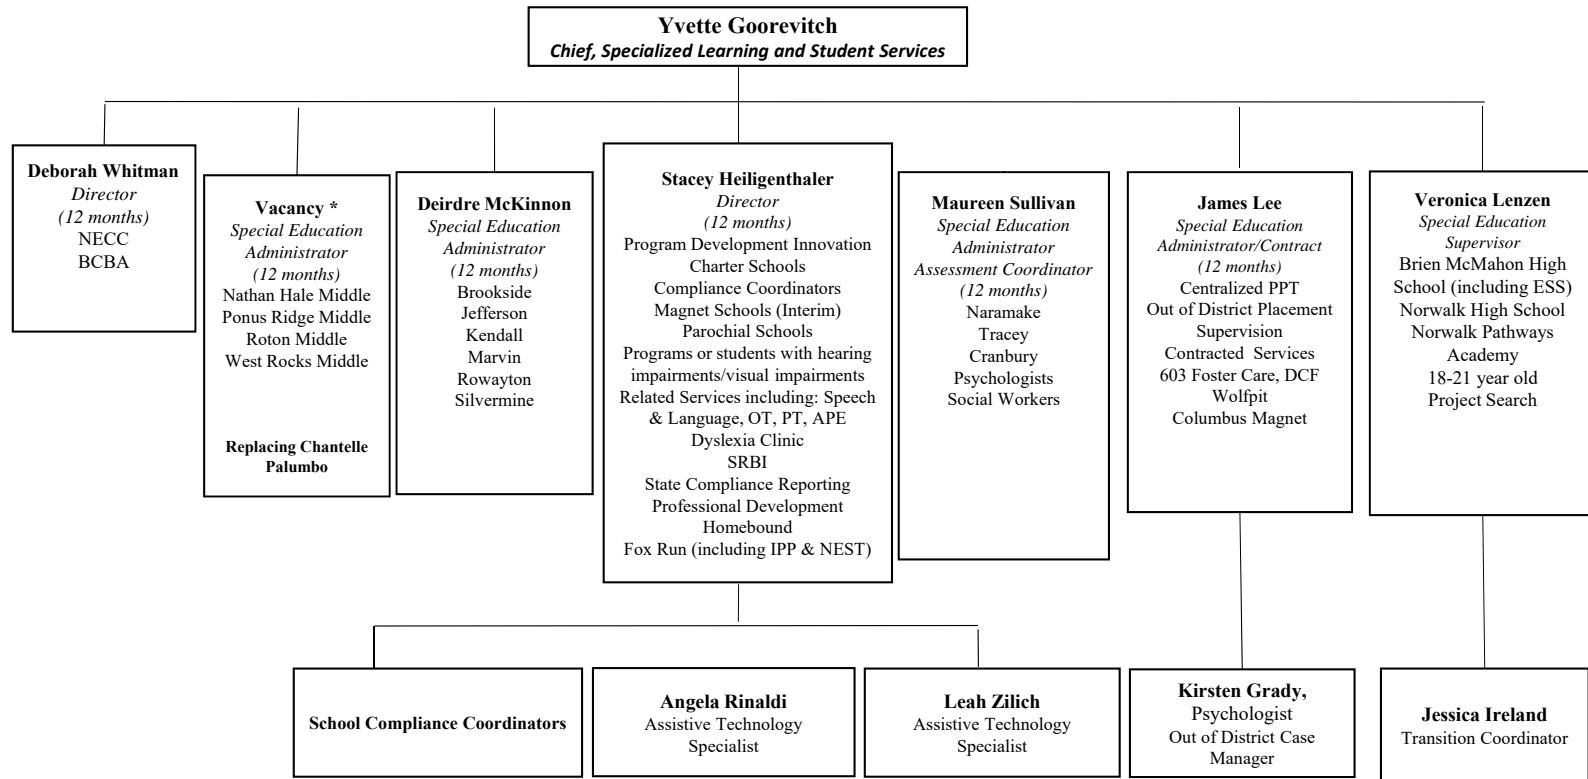 Yvette Goorevitch
Chief, Specialized Learning and Student Services
Deborah Whitman
Director
(12 months)
NECC
BCBA
Vacancy *
Special Education
Administrator
(12 months)
Nathan Hale Middle
Ponus Ridge Middle
Roton Middle
West Rocks Middle
Replacing Chantelle
Palumbo
Deirdre McKinnon
Special Education
Administrator
(12 months)
Brookside
Jefferson
Kendall
Marvin
Rowayton
Silvermine
Stacey Heiligenthaler
Director
(12 months)
Program Development Innovation
Charter Schools
Compliance Coordinators
Magnet Schools (Interim)
Parochial Schools
Programs or students with hearing
impairments/visual impairments
Related Services including: Speech
& Language, OT, PT, APE
Dyslexia Clinic
SRBI
State Compliance Reporting
Professional Development
Homebound
Fox Run (including IPP & NEST)
Maureen Sullivan
Special Education
Administrator
Assessment Coordinator
(12 months)
Naramake
Tracey
Cranbury
Psychologists
Social Workers
James Lee
Special Education
Administrator/Contract
(12 months)
Centralized PPT
Out of District Placement
Supervision
Contracted Services
603 Foster Care, DCF
Wolfpit
Columbus Magnet
Veronica Lenzen
Special Education
Supervisor
Brien McMahon High
School (including ESS)
Norwalk High School
Norwalk Pathways
Academy
18-21 year old
Project Search
School Compliance Coordinators
Angela Rinaldi
Assistive Technology
Specialist
Leah Zilich
Assistive Technology
Specialist
Kirsten Grady,
Psychologist
Out of District Case
Manager
Jessica Ireland
Transition Coordinator